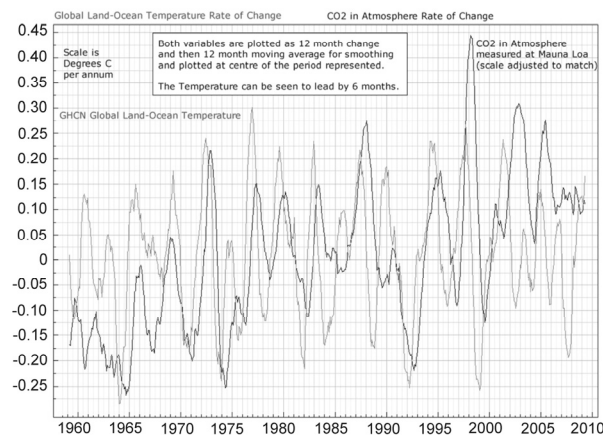 Global Land-Ocean Temperature Rate of Change
CO2 in Atmosphere Rate of Change
0.45
0.40
0.35
0.30
0.25
0.20
0.15
0.10
0.05
0
-0.05
-0.10
-0.15
-0.20
-0.25
Scale is
Degrees C
per annum
Both variables are plotted as 12 month change
and then 12 month moving average for smoothing
and plotted at centre of the period represented.
The Temperature can be seen to lead by 6 months.
CO2 in Atmosphere
measured at Mauna Loa
(scale adjusted to match)
GHCN Global Land-Ocean Temperature
1960 1965 1970 1975 1980 1985 1990 1995 2000 2005 2010